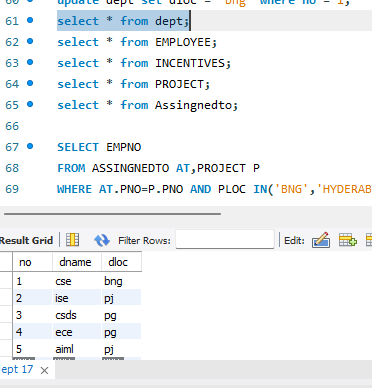 60 update dept set dloc = "bng" where no = 1;
61 select * from dept;
62 select * from EMPLOYEE;
63 select * from INCENTIVES;
64 select * from PROJECT;
65 select * from Assingnedto;
66
67 SELECT EMPNO
68 FROM ASSINGNEDTO AT,PROJECT P
69 WHERE AT.PNO=P.PNO AND PLOC IN('BNG','HYDERAB
Result Grid Filter Rows: Edit:
no dname dloc
1 cse bng
2 ise pj
3 csds pg
4 ece pg
5 aiml pj
ept 17